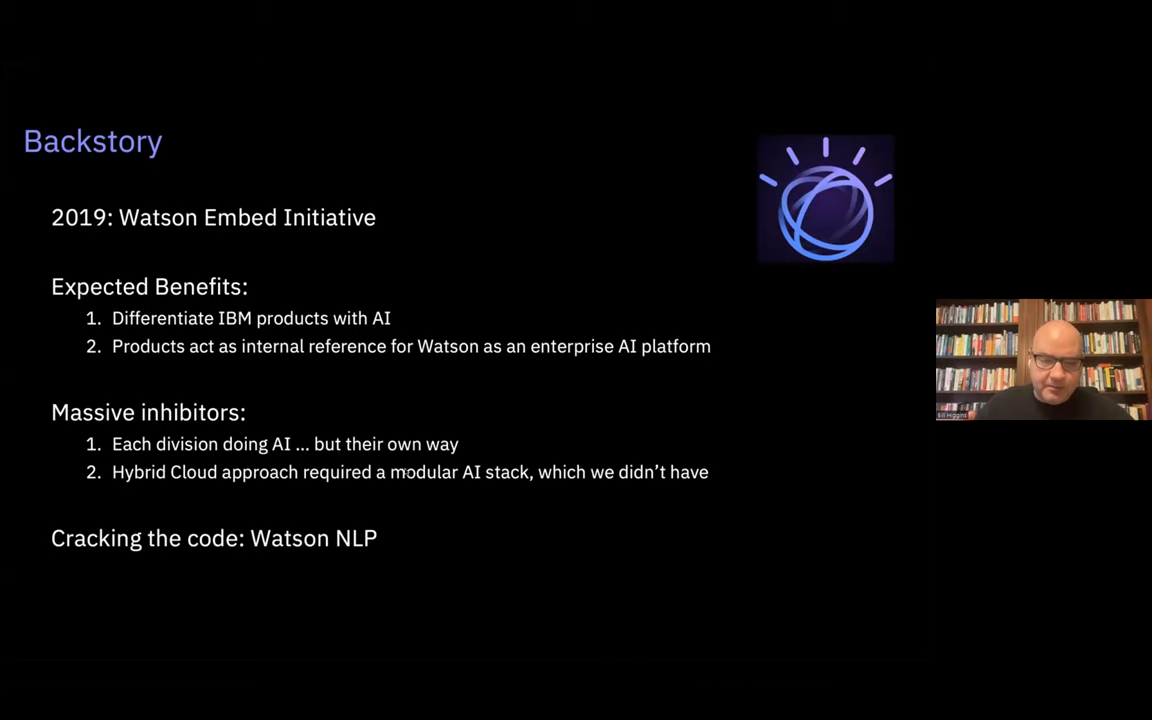 Backstory
2019: Watson Embed Initiative
Expected Benefits:
1. Differentiate IBM products with AI
2. Products act as internal reference for Watson as an enterprise AI platform
Massive inhibitors:
1. Each division doing AI ... but their own way
2. Hybrid Cloud approach required a modular AI stack, which we didn’t have
Cracking the code: Watson NLP
Bill Higgins